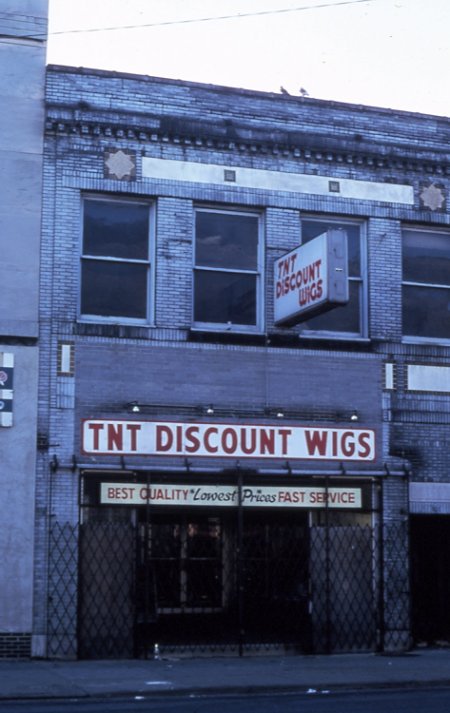 TNT
DISCOUNT
WIGS
TNT DISCOUNT WIGS
BEST QUALITY * Lowest Prices FAST SERVICE